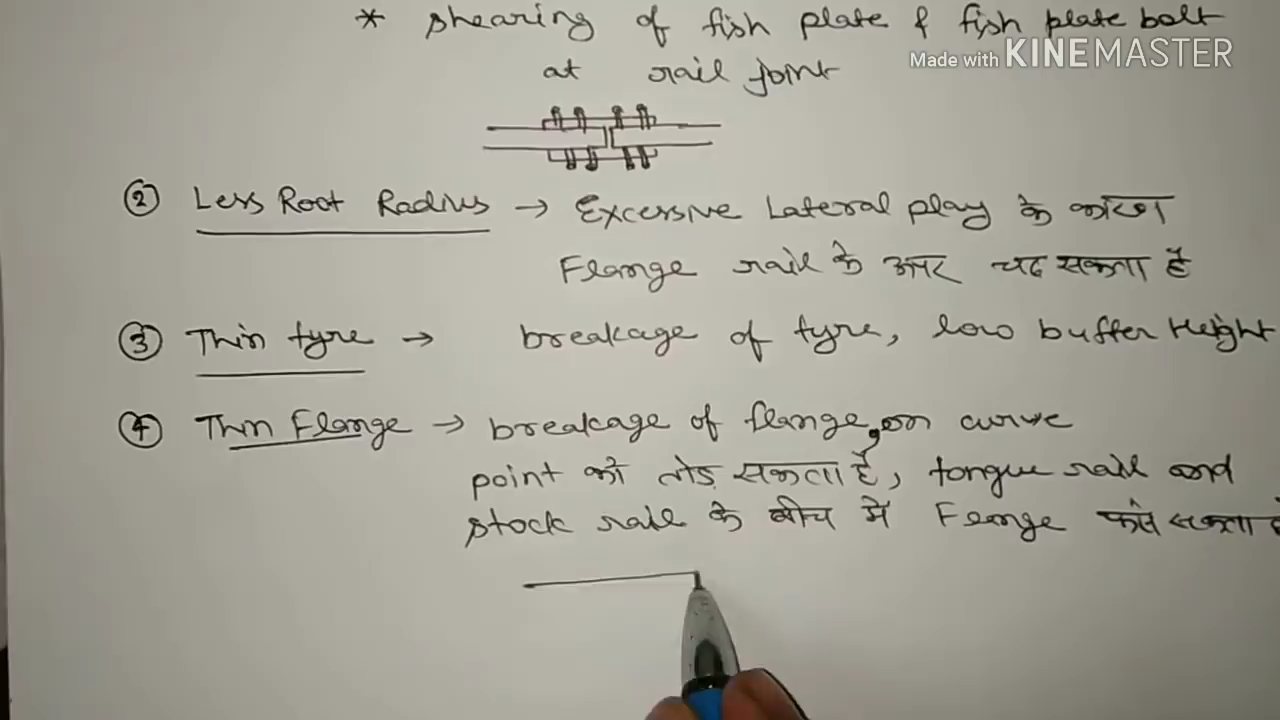 * shearing of fish plate & fish plate bolt
Made with KINEMASTER
at rail joint
② Less Root Radius → Excessive Lateral play के कारण
Flange rail के ऊपर चढ सकता है
③ Thin tyre → breakage of tyre, low buffer Height
④ Thin Flange → breakage of flange, on curve
point को तोड़ सकता है, tongue rail and
stock rail के बीच में Flange फंस सकता है